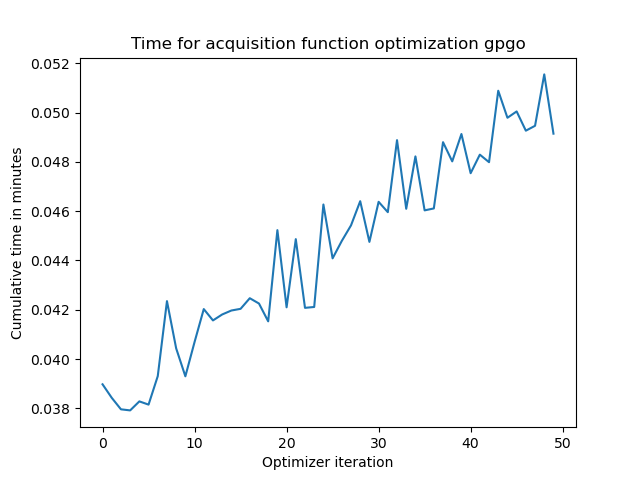 Time for acquisition function optimization gpgo
Cumulative time in minutes
0.052
0.050
0.048
0.046
0.044
0.042
0.040
0.038
0 10 20 30 40 50
Optimizer iteration